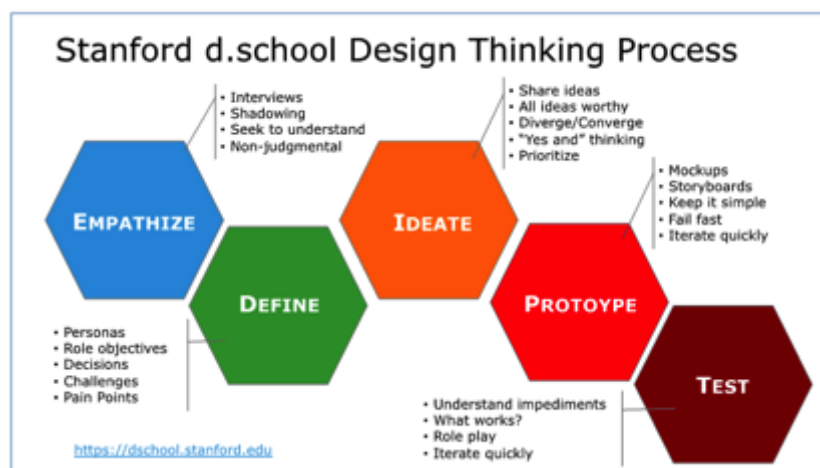 Stanford d.school Design Thinking Process
• Interviews
• Shadowing
• Seek to understand
• Non-judgmental
EMPATHIZE
• Personas
• Role objectives
• Decisions
• Challenges
• Pain Points
DEFINE
• Share ideas
• All ideas worthy
• Diverge/Converge
• "Yes and" thinking
• Prioritize
IDEATE
• Mockups
• Storyboards
• Keep it simple
• Fail fast
• Iterate quickly
PROTOYPE
• Understand impediments
• What works?
• Role play
• Iterate quickly
TEST
https://dschool.stanford.edu